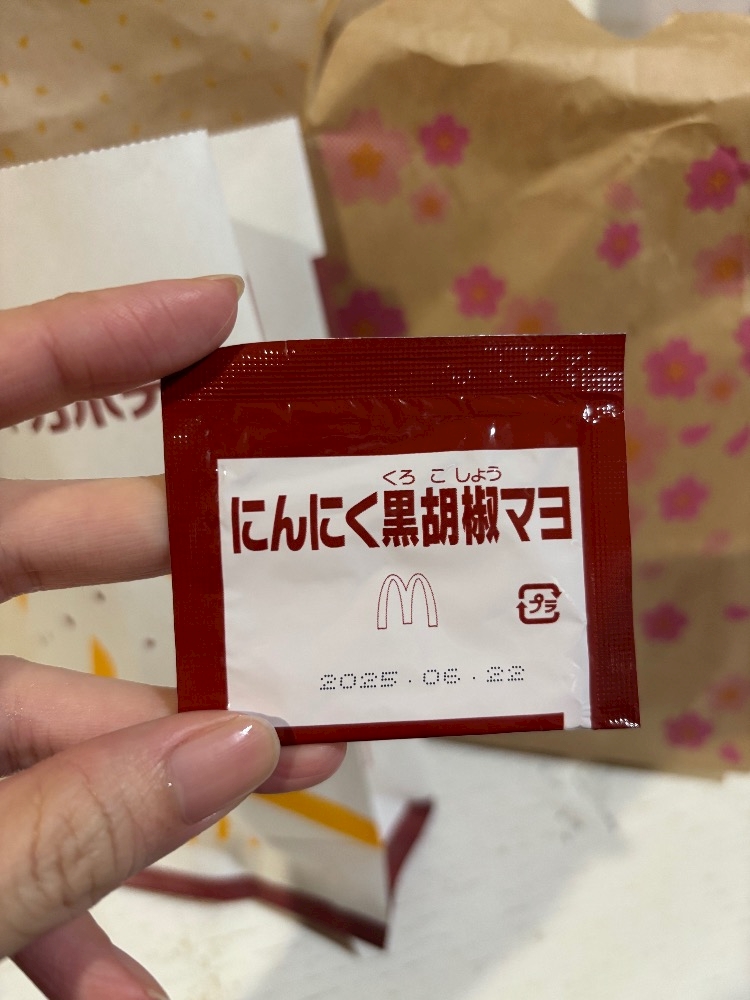 くろ こ しょう
にんにく黒胡椒マヨ
プラ
2025.06.22